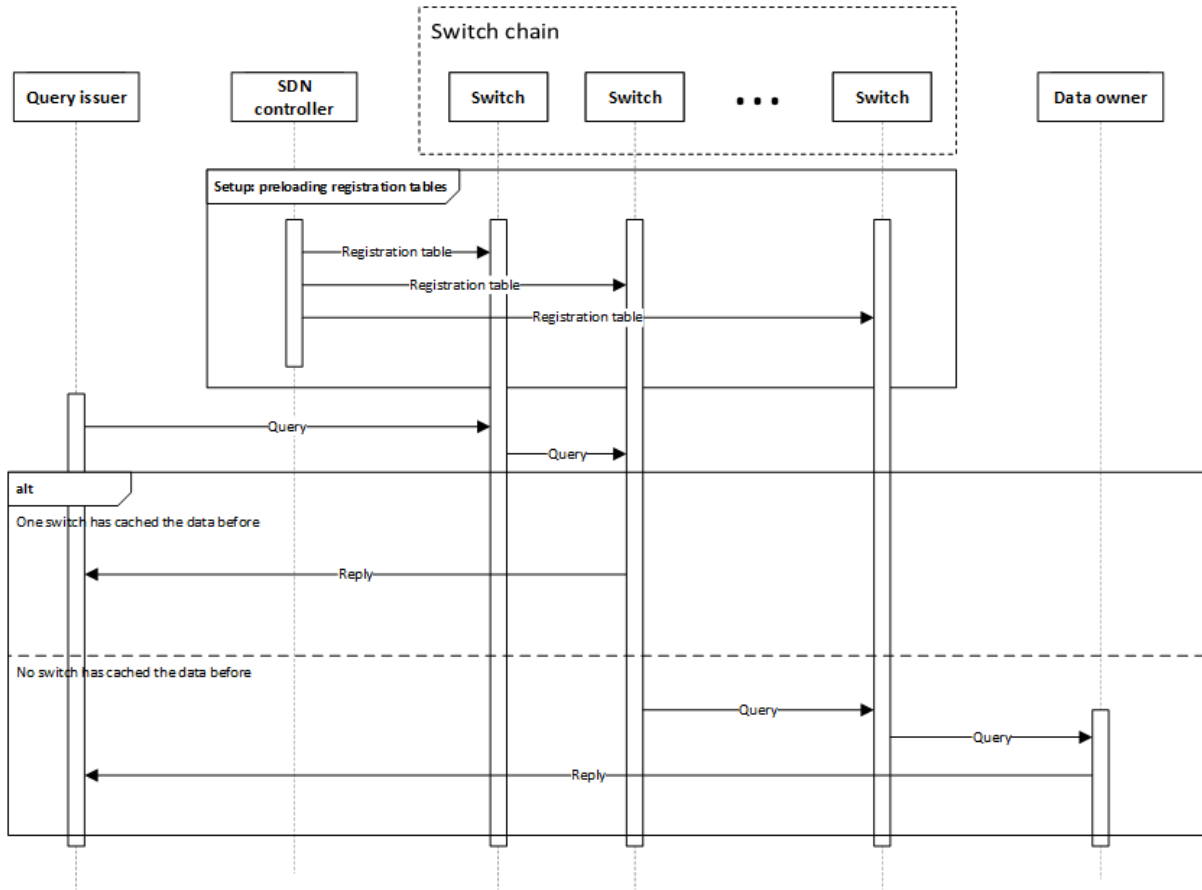 Switch chain
Query issuer
SDN
controller
Switch
Switch
...
Switch
Data owner
Setup: preloading registration tables
Registration table
Registration table
Registration table
Query
Query
alt
One switch has cached the data before
Reply
No switch has cached the data before
Query
Query
Reply